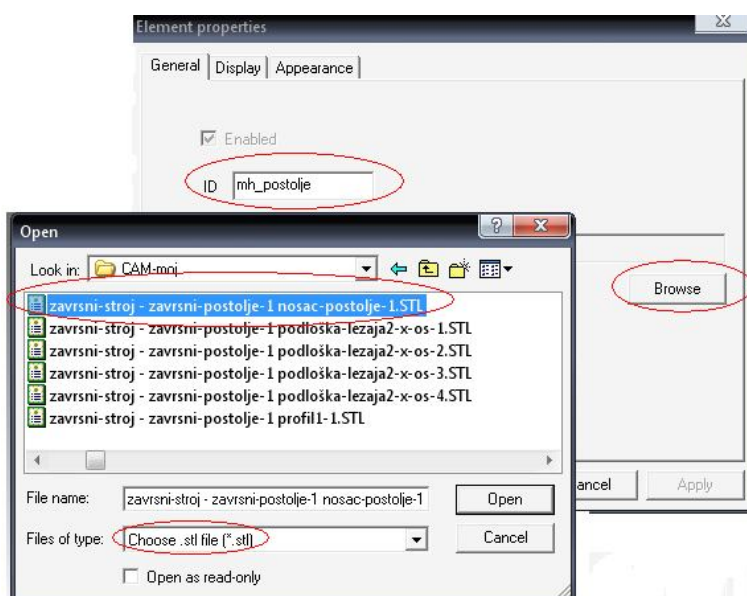 Element properties
General Display Appearance
Enabled
ID mh_postolje
Browse
Open
Look in: CAM-moj
zavrsni-stroj - zavrsni-postolje-1 nosac-postolje-1.STL
zavrsni-stroj - zavrsni-postolje-1 podloška-lezaja2-x-os-1.STL
zavrsni-stroj - zavrsni-postolje-1 podloška-lezaja2-x-os-2.STL
zavrsni-stroj - zavrsni-postolje-1 podloška-lezaja2-x-os-3.STL
zavrsni-stroj - zavrsni-postolje-1 podloška-lezaja2-x-os-4.STL
zavrsni-stroj - zavrsni-postolje-1 profil1-1.STL
File name: zavrsni-stroj - zavrsni-postolje-1 nosac-postolje-1 Open
Files of type: Choose .stl file (*.stl) Cancel
Open as read-only
ancel Apply